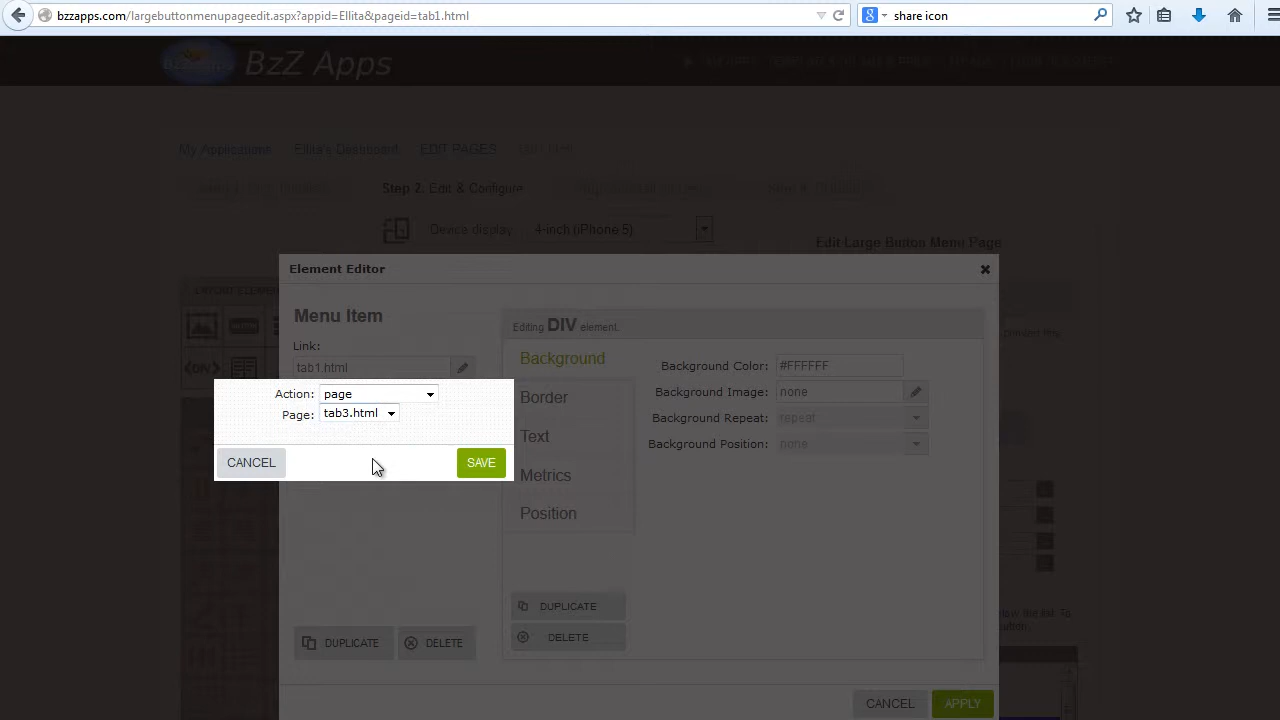 bzzapps.com/largebuttonmenupageedit.aspx?appid=Ellita&pageid=tab1.html
share icon
BzZ Apps
My Applications
Ellita's Dashboard
EDIT PAGES
Step 2. Edit & Configure
Device display:
4-inch (iPhone 5)
Edit Large Button Menu Page
Element Editor
Menu Item
Editing DIV element.
Link:
tab1.html
Background
Background Color:
#FFFFFF
Background Image:
none
Action:
page
Border
Page:
tab3.html
Background Repeat:
repeat
Text
Background Position:
none
CANCEL
SAVE
Metrics
Position
DUPLICATE
DELETE
DUPLICATE
DELETE
CANCEL
APPLY